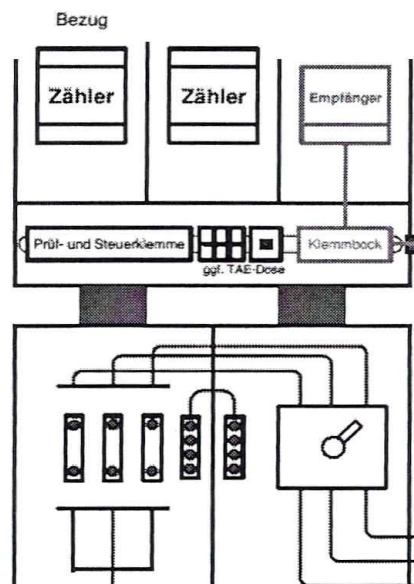 Bezug
Zähler
Zähler
Empfänger
Prüf- und Steuerklemme
Klemmbock
ggf. TAE-Dose